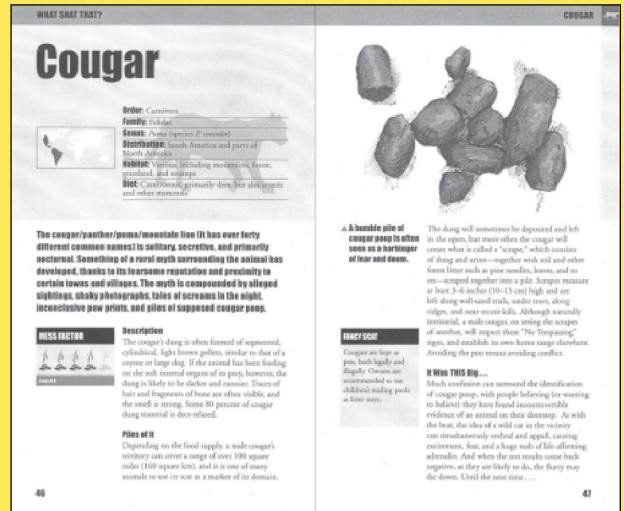 WHAT SHAT THAT?
Cougar
Order: Carnivora
Family: Felidae
Genus: Puma (species P. concolor)
Distribution: South America and parts of
North America
Habitat: Various, including mountains, forest,
grassland, and swamps
Diet: Carnivorous, primarily deer, but also insects
and other mammals
The cougar/panther/puma/mountain lion (it has over forty
different common names) is solitary, secretive, and primarily
nocturnal. Something of a rural myth surrounding the animal has
developed, thanks to its fearsome reputation and proximity to
certain towns and villages. The myth is compounded by alleged
sightings, shaky photographs, tales of screams in the night,
inconclusive paw prints, and piles of supposed cougar poop.
MESS FACTOR
Description
The cougar's dung is often formed of segmented,
cylindrical, light brown pellets, similar to that of a
coyote or large dog. If the animal has been feeding
on the soft internal organs of its prey, however, the
dung is likely to be darker and runnier. Traces of
hair and fragments of bone are often visible, and
the smell is strong. Some 80 percent of cougar
dung material is deer-related.
Piles of it
Depending on the food supply, a male cougar's
territory can cover a range of over 100 square
miles (160 square km), and it is one of many
animals to use its scat as a marker of its domain.
46
COUGAR
A humble pile of
cougar poop is often
seen as a harbinger
of fear and doom.
FANCY SCAT
Cougars are kept as
pets, both legally and
illegally. Owners are
recommended to use
children's wading pools
as litter trays.
The dung will sometimes be deposited and left
in the open, but more often the cougar will
create what is called a "scrape," which consists
of dung and urine—together with soil and other
forest litter such as pine needles, leaves, and so
on—scraped together into a pile. Scrapes measure
at least 3–6 inches (10–15 cm) high and are
left along well-used trails, under trees, along
ridges, and near recent kills. Although naturally
territorial, a male cougar, on seeing the scrapes
of another, will respect these "No Trespassing"
signs, and establish its own home range elsewhere.
Avoiding the poo means avoiding conflict.
It Was THIS Big…
Much confusion can surround the identification
of cougar poop, with people believing (or wanting
to believe) they have found incontrovertible
evidence of an animal on their doorstep. As with
the bear, the idea of a wild cat in the vicinity
can simultaneously enthral and appall, causing
excitement, fear, and a huge rush of life-affirming
adrenalin. And when the test results come back
negative, as they are likely to do, the flurry may
die down. Until the next time . . .
47